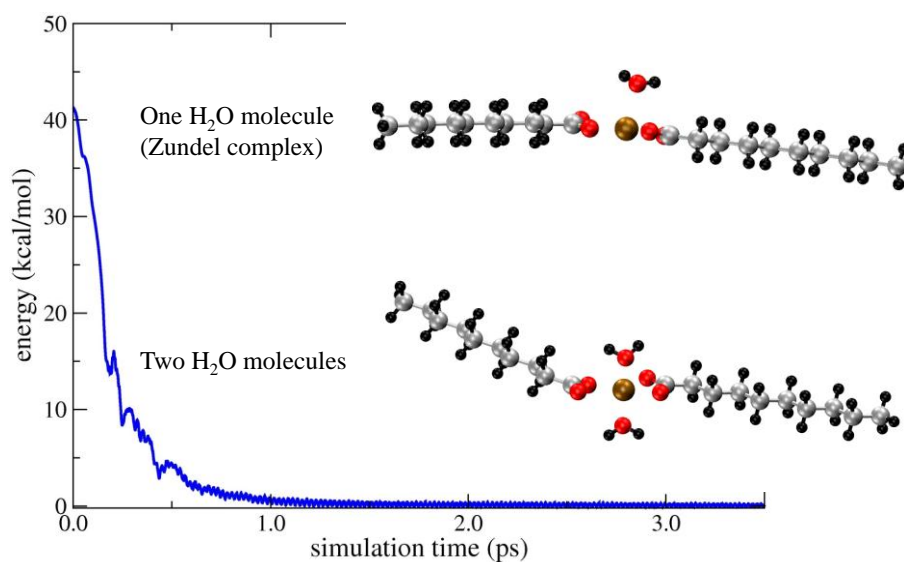 50
40
30
20
10
0
energy (kcal/mol)
One H₂O molecule
(Zundel complex)
Two H₂O molecules
0.0 1.0 2.0 3.0
simulation time (ps)